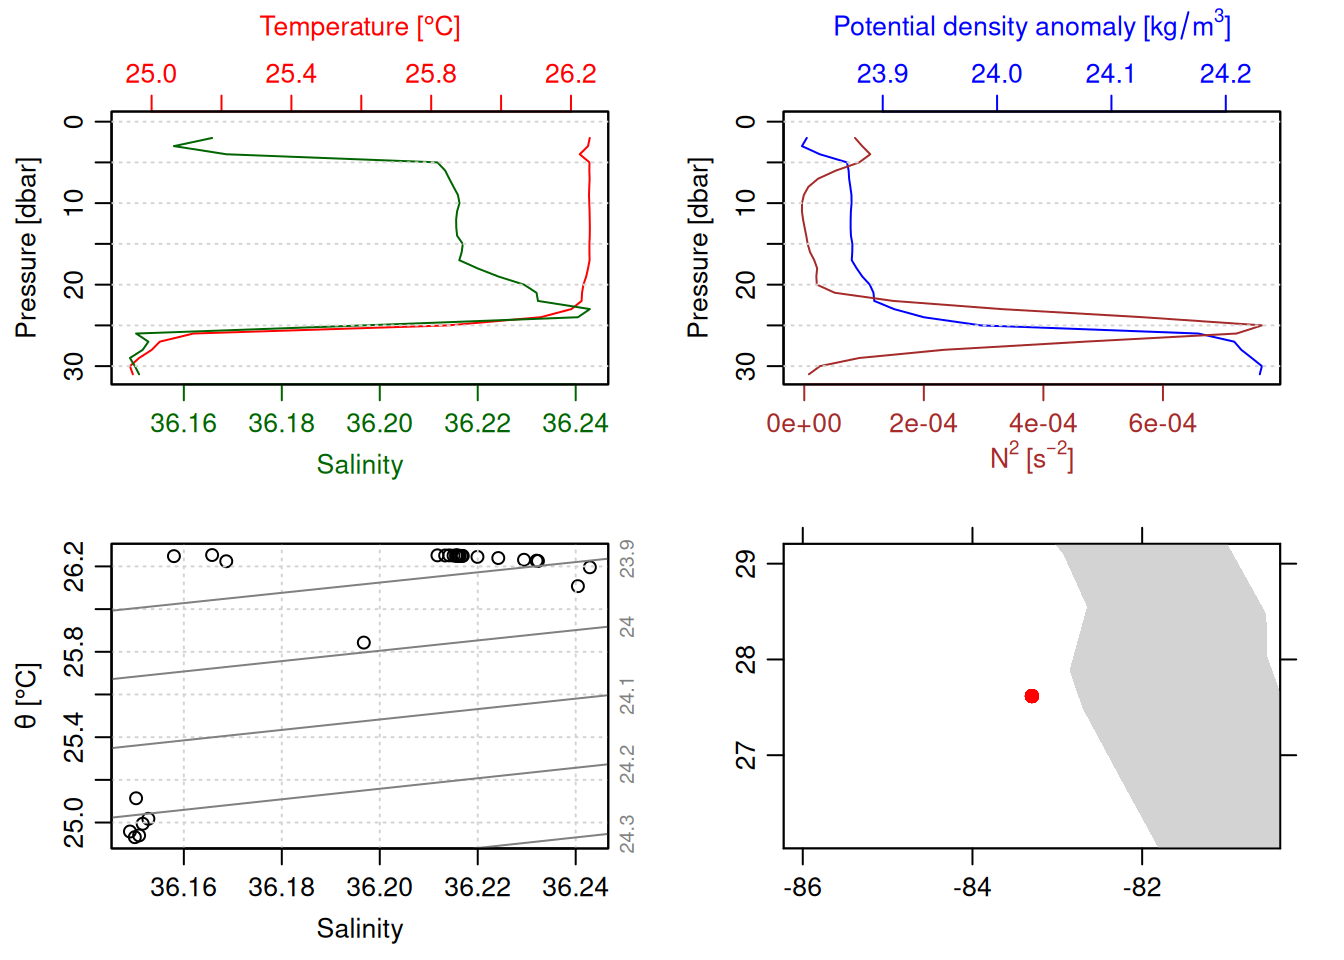 Temperature [°C]
25.0 25.4 25.8 26.2
Pressure [dbar]
0 10 20 30
36.16 36.18 36.20 36.22 36.24
Salinity
Potential density anomaly [kg/m³]
23.9 24.0 24.1 24.2
Pressure [dbar]
0 10 20 30
0e+00 2e-04 4e-04 6e-04
N² [s⁻²]
θ [°C]
26.2 25.8 25.4 25.0
23.9 24 24.1 24.2 24.3
36.16 36.18 36.20 36.22 36.24
Salinity
29 28 27
-86 -84 -82